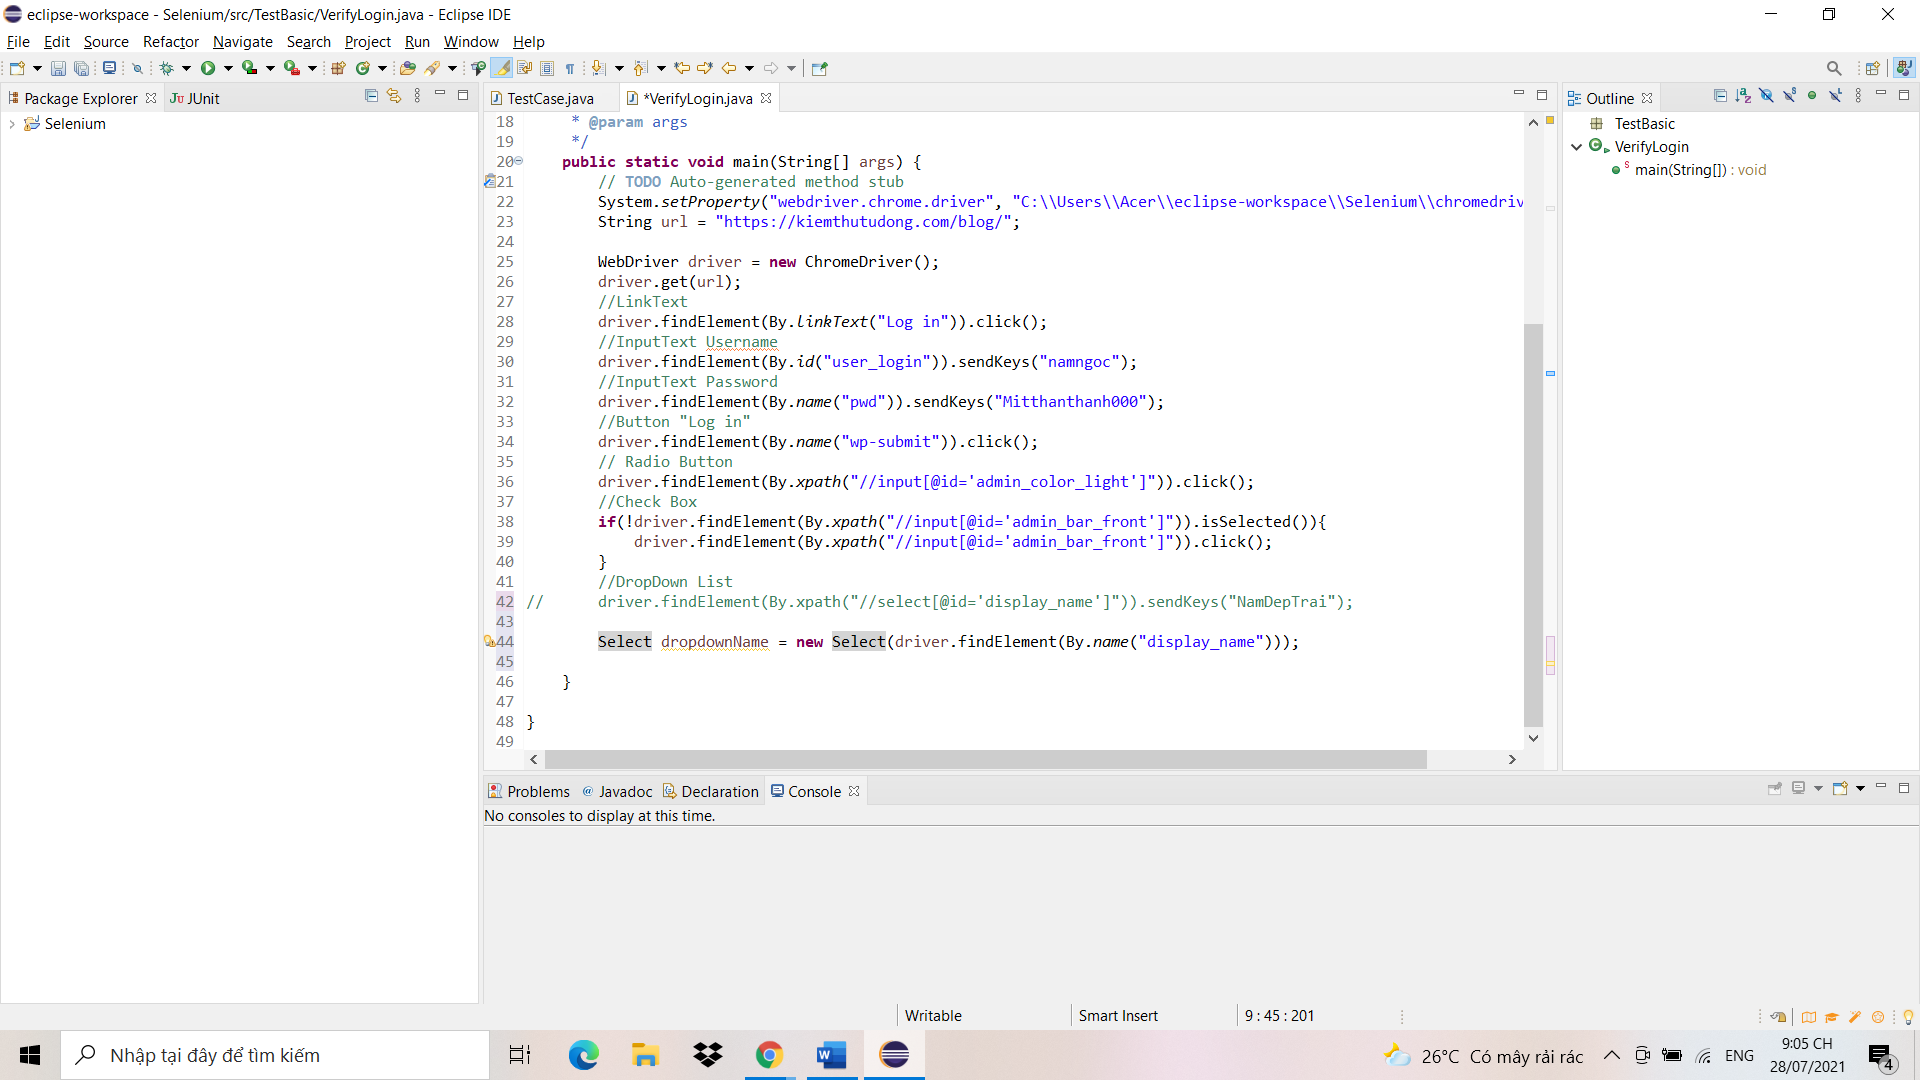 eclipse-workspace - Selenium/src/TestBasic/VerifyLogin.java - Eclipse IDE
File Edit Source Refactor Navigate Search Project Run Window Help
Package Explorer JUnit
Selenium
TestCase.java *VerifyLogin.java
18 * @param args
19 */
20 public static void main(String[] args) {
21 // TODO Auto-generated method stub
22 System.setProperty("webdriver.chrome.driver", "C:\\Users\\Acer\\eclipse-workspace\\Selenium\\chromedriv
23 String url = "https://kiemthutudong.com/blog/";
24
25 WebDriver driver = new ChromeDriver();
26 driver.get(url);
27 //LinkText
28 driver.findElement(By.linkText("Log in")).click();
29 //InputText Username
30 driver.findElement(By.id("user_login")).sendKeys("namngoc");
31 //InputText Password
32 driver.findElement(By.name("pwd")).sendKeys("Mitthanthanh000");
33 //Button "Log in"
34 driver.findElement(By.name("wp-submit")).click();
35 // Radio Button
36 driver.findElement(By.xpath("//input[@id='admin_color_light']")).click();
37 //Check Box
38 if(!driver.findElement(By.xpath("//input[@id='admin_bar_front']")).isSelected()){
39 driver.findElement(By.xpath("//input[@id='admin_bar_front']")).click();
40 }
41 //DropDown List
42 // driver.findElement(By.xpath("//select[@id='display_name']")).sendKeys("NamDepTrai");
43
44 Select dropdownName = new Select(driver.findElement(By.name("display_name")));
45
46 }
47
48 }
49
Outline
TestBasic
VerifyLogin
main(String[]) : void
Problems @ Javadoc Declaration Console
No consoles to display at this time.
Writable Smart Insert 9 : 45 : 201
Nhập tại đây để tìm kiếm
26°C Có mây rải rác ENG 9:05 CH
28/07/2021
4